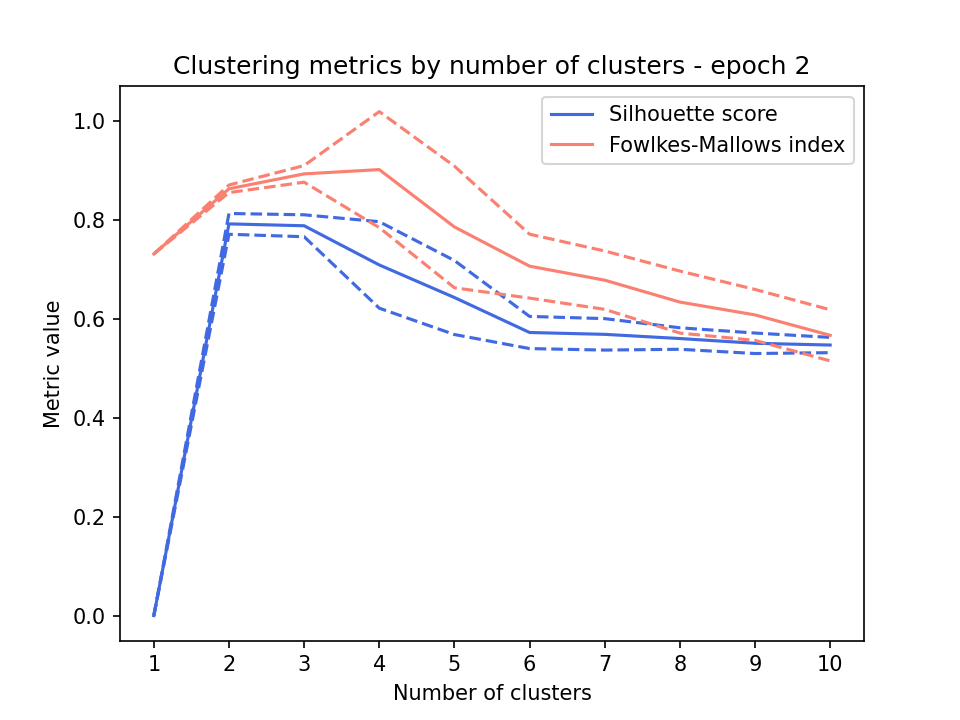 Clustering metrics by number of clusters - epoch 2
Silhouette score
Fowlkes-Mallows index
Metric value
1.0
0.8
0.6
0.4
0.2
0.0
1 2 3 4 5 6 7 8 9 10
Number of clusters